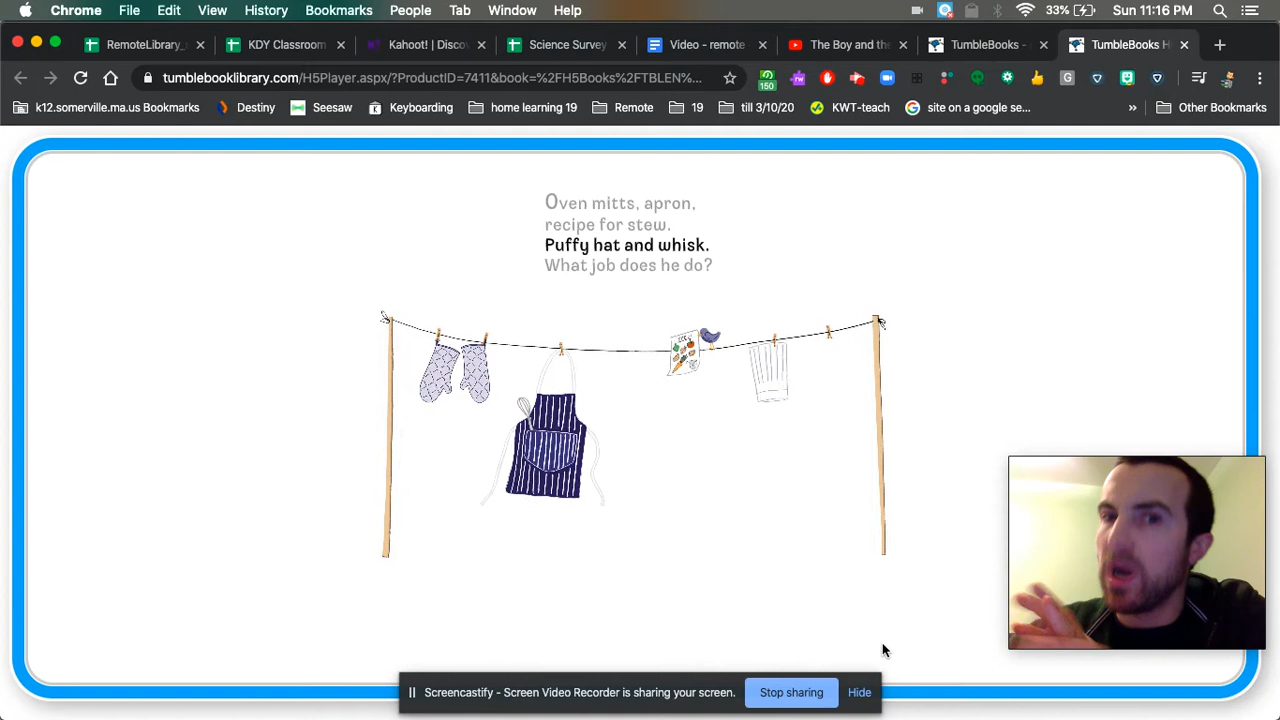 Chrome File Edit View History Bookmarks People Tab Window Help 33% Sun 11:16 PM
RemoteLibrary_ KDY Classroom Kahoot! | Disco Science Survey Video - remote The Boy and the TumbleBooks - TumbleBooks H
tumblebooklibrary.com/H5Player.aspx/?ProductID=7411&book=%2FH5Books%2FTBLEN%... 150
k12.somerville.ma.us Bookmarks Destiny Seesaw Keyboarding home learning 19 Remote 19 till 3/10/20 KWT-teach site on a google se... » Other Bookmarks
Oven mitts, apron,
recipe for stew.
Puffy hat and whisk.
What job does he do?
Screencastify - Screen Video Recorder is sharing your screen. Stop sharing Hide